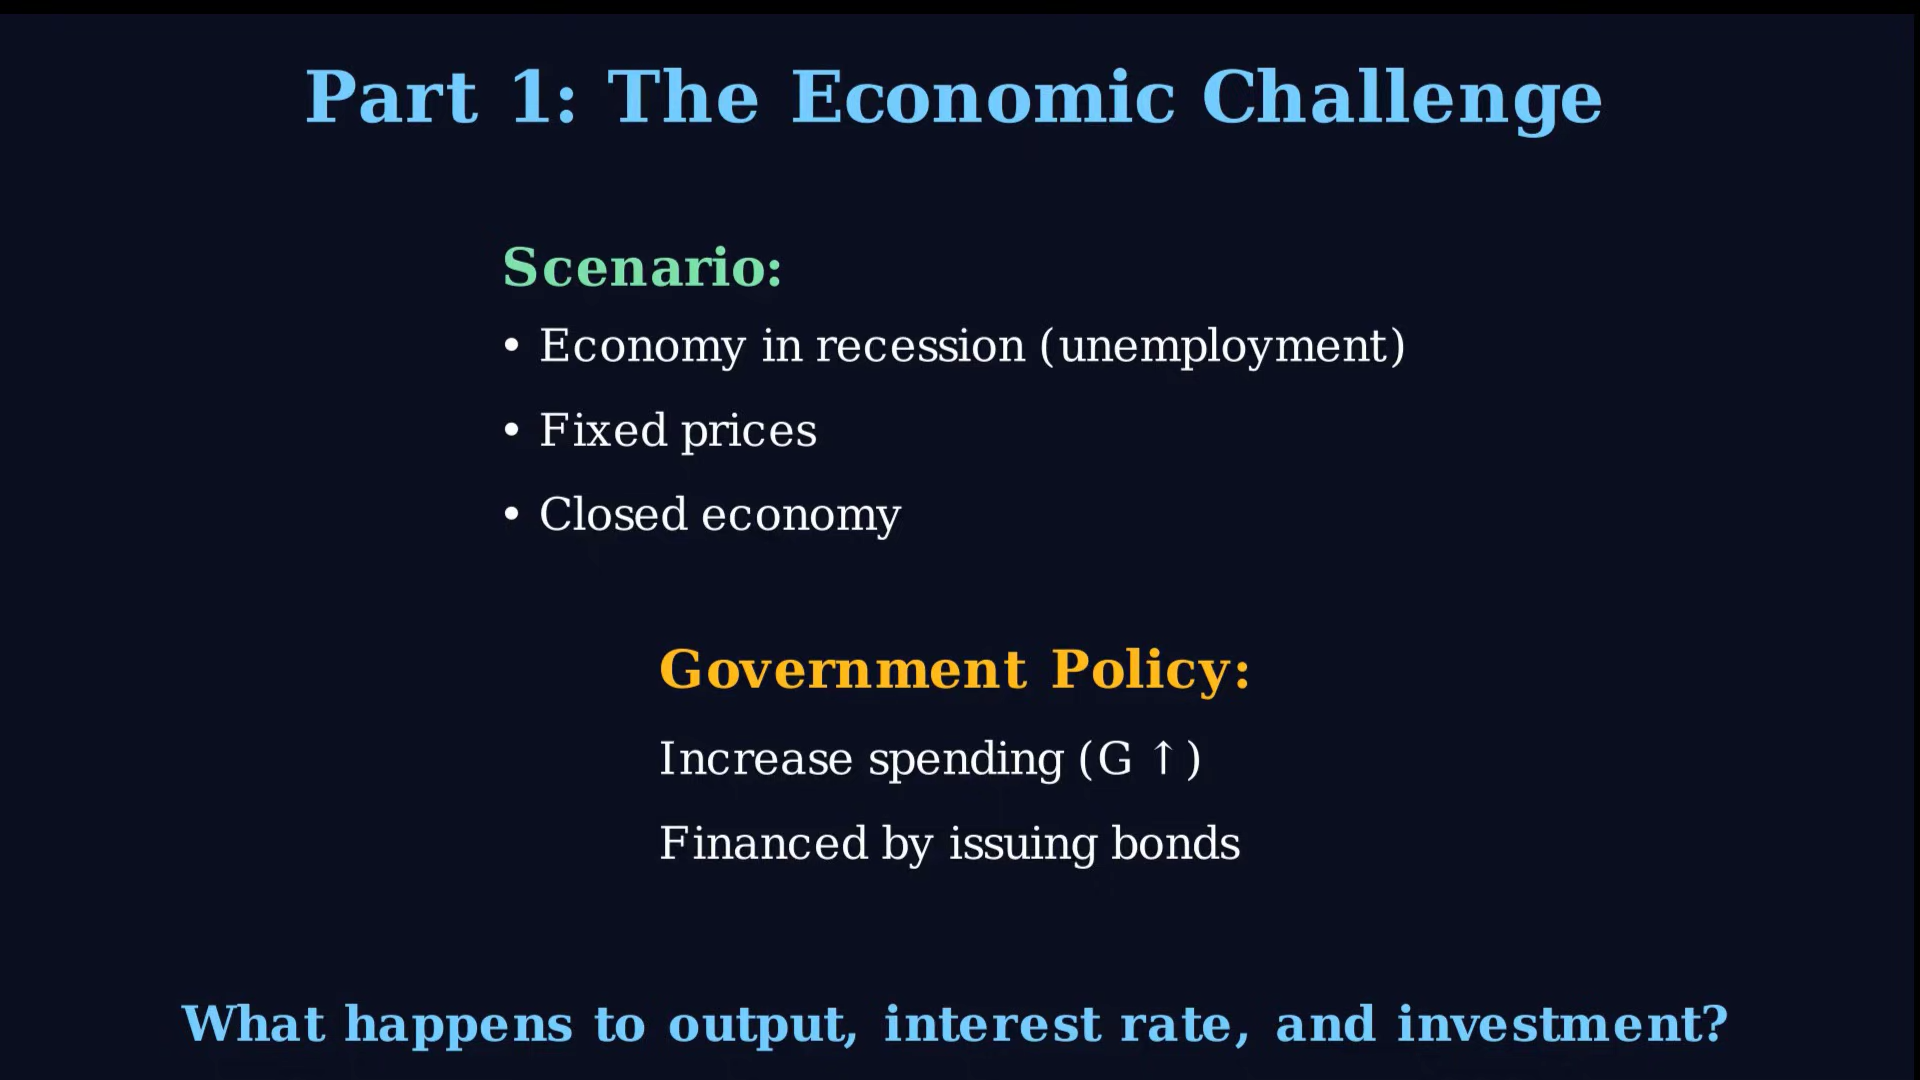 Part 1: The Economic Challenge
Scenario:
• Economy in recession (unemployment)
• Fixed prices
• Closed economy
Government Policy:
Increase spending (G ↑)
Financed by issuing bonds
What happens to output, interest rate, and investment?